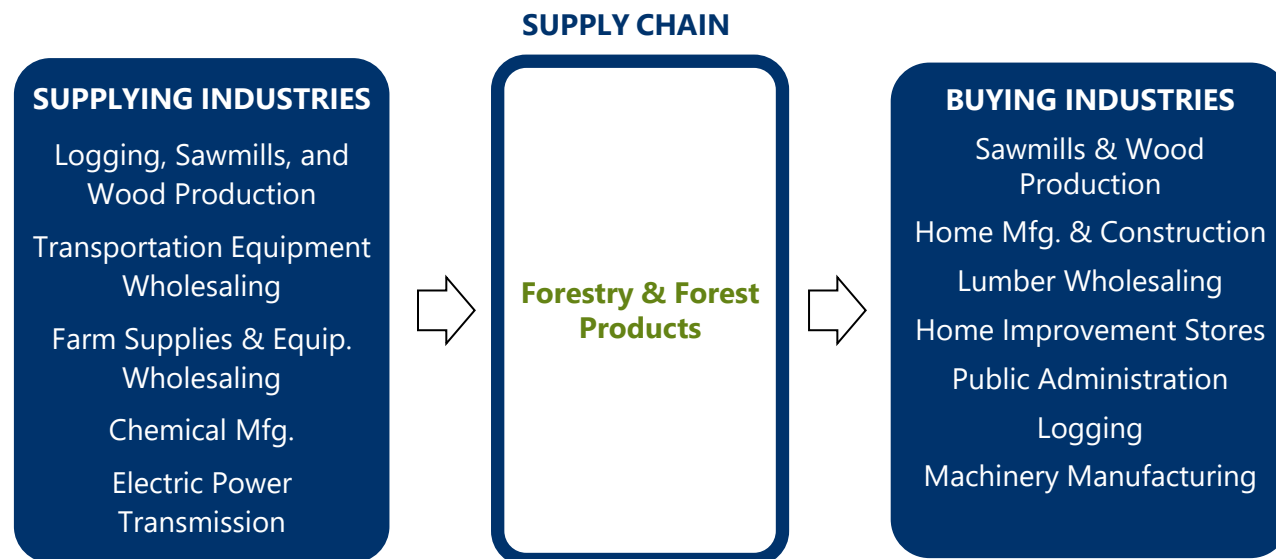 SUPPLY CHAIN
SUPPLYING INDUSTRIES
Logging, Sawmills, and
Wood Production
Transportation Equipment
Wholesaling
Farm Supplies & Equip.
Wholesaling
Chemical Mfg.
Electric Power
Transmission
Forestry & Forest
Products
BUYING INDUSTRIES
Sawmills & Wood
Production
Home Mfg. & Construction
Lumber Wholesaling
Home Improvement Stores
Public Administration
Logging
Machinery Manufacturing